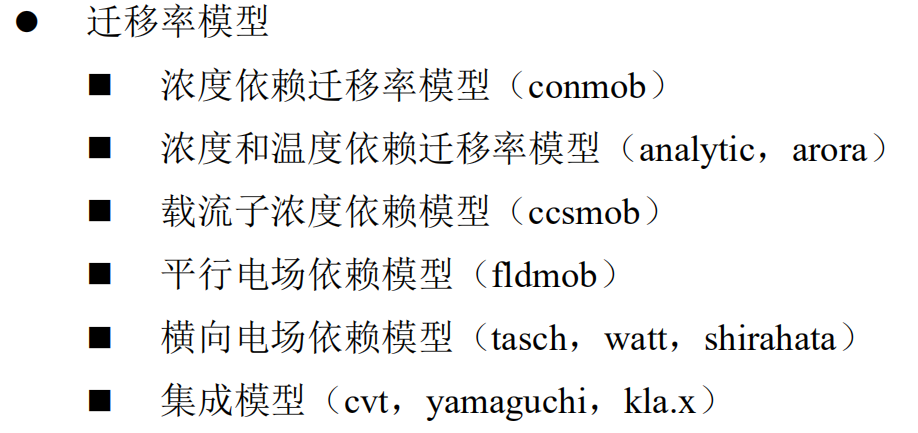 ● 迁移率模型
■ 浓度依赖迁移率模型（conmob）
■ 浓度和温度依赖迁移率模型（analytic，arora）
■ 载流子浓度依赖模型（ccsmob）
■ 平行电场依赖模型（fldmob）
■ 横向电场依赖模型（tasch，watt，shirahata）
■ 集成模型（cvt，yamaguchi，kla.x）